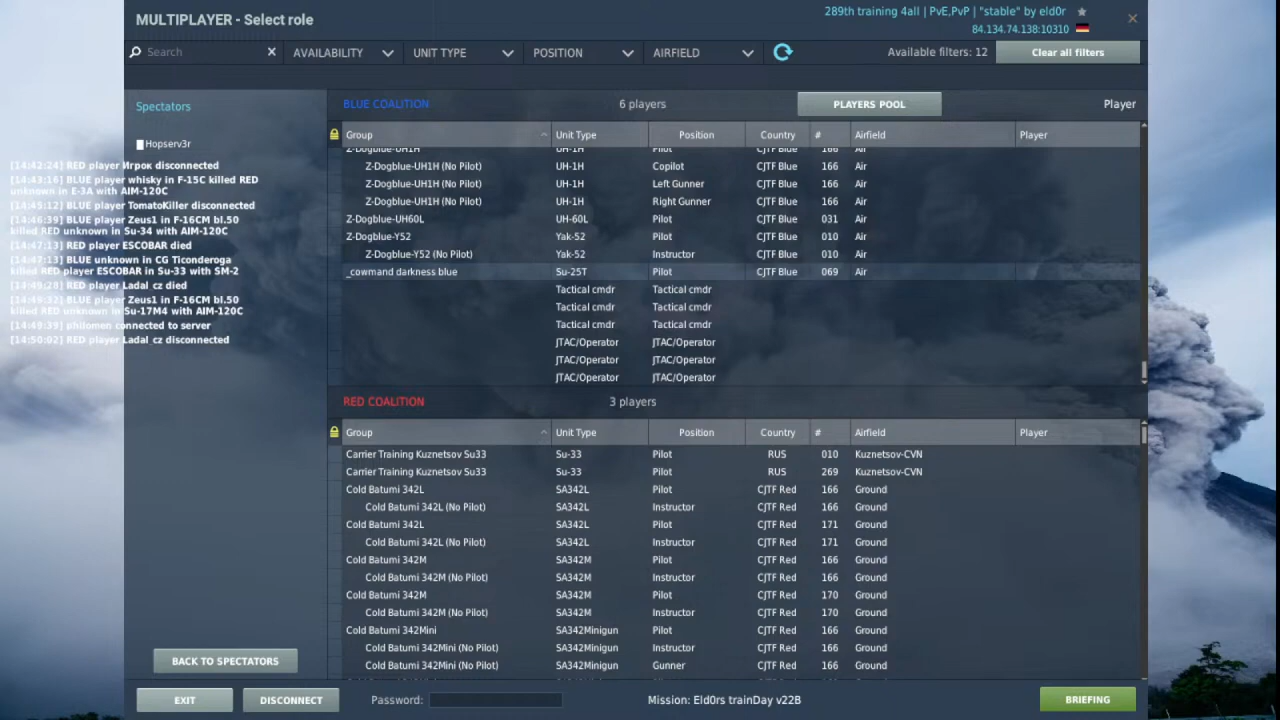 MULTIPLAYER - Select role
289th training 4all | PvE,PvP | "stable" by eld0r
84.134.74.138:10310
Search
AVAILABILITY
UNIT TYPE
POSITION
AIRFIELD
Available filters: 12
Clear all filters
Spectators
Hopserv3r
[14:42:24] RED player Игрок disconnected
[14:43:16] BLUE player whisky in F-15C killed RED
unknown in E-3A with AIM-120C
[14:45:12] BLUE player TomatoKiller disconnected
[14:46:39] BLUE player Zeus1 in F-16CM bl.50
killed RED unknown in Su-34 with AIM-120C
[14:47:13] RED player ESCOBAR died
[14:47:13] BLUE unknown in CG Ticonderoga
killed RED player ESCOBAR in Su-33 with SM-2
[14:49:28] RED player Ladal cz died
[14:49:32] BLUE player Zeus1 in F-16CM bl.50
killed RED unknown in Su-17M4 with AIM-120C
[14:49:39] philomen connected to server
[14:50:02] RED player Ladal cz disconnected
BLUE COALITION 6 players PLAYERS POOL Player
Group Unit Type Position Country # Airfield Player
Z-Dogblue-UH1H UH-1H Pilot CJTF Blue 166 Air
Z-Dogblue-UH1H (No Pilot) UH-1H Copilot CJTF Blue 166 Air
Z-Dogblue-UH1H (No Pilot) UH-1H Left Gunner CJTF Blue 166 Air
Z-Dogblue-UH1H (No Pilot) UH-1H Right Gunner CJTF Blue 166 Air
Z-Dogblue-UH60L UH-60L Pilot CJTF Blue 031 Air
Z-Dogblue-Y52 Yak-52 Pilot CJTF Blue 010 Air
Z-Dogblue-Y52 (No Pilot) Yak-52 Instructor CJTF Blue 010 Air
_cowmand darkness blue Su-25T Pilot CJTF Blue 069 Air
Tactical cmdr Tactical cmdr
Tactical cmdr Tactical cmdr
Tactical cmdr Tactical cmdr
JTAC/Operator JTAC/Operator
JTAC/Operator JTAC/Operator
JTAC/Operator JTAC/Operator
RED COALITION 3 players
Group Unit Type Position Country # Airfield Player
Carrier Training Kuznetsov Su33 Su-33 Pilot RUS 010 Kuznetsov-CVN
Carrier Training Kuznetsov Su33 Su-33 Pilot RUS 269 Kuznetsov-CVN
Cold Batumi 342L SA342L Pilot CJTF Red 166 Ground
Cold Batumi 342L (No Pilot) SA342L Instructor CJTF Red 166 Ground
Cold Batumi 342L SA342L Pilot CJTF Red 171 Ground
Cold Batumi 342L (No Pilot) SA342L Instructor CJTF Red 171 Ground
Cold Batumi 342M SA342M Pilot CJTF Red 166 Ground
Cold Batumi 342M (No Pilot) SA342M Instructor CJTF Red 166 Ground
Cold Batumi 342M SA342M Pilot CJTF Red 170 Ground
Cold Batumi 342M (No Pilot) SA342M Instructor CJTF Red 170 Ground
Cold Batumi 342Mini SA342Minigun Pilot CJTF Red 166 Ground
Cold Batumi 342Mini (No Pilot) SA342Minigun Instructor CJTF Red 166 Ground
Cold Batumi 342Mini (No Pilot) SA342Minigun Gunner CJTF Red 166 Ground
BACK TO SPECTATORS
EXIT
DISCONNECT
Password:
Mission: Eld0rs trainDay v22B
BRIEFING